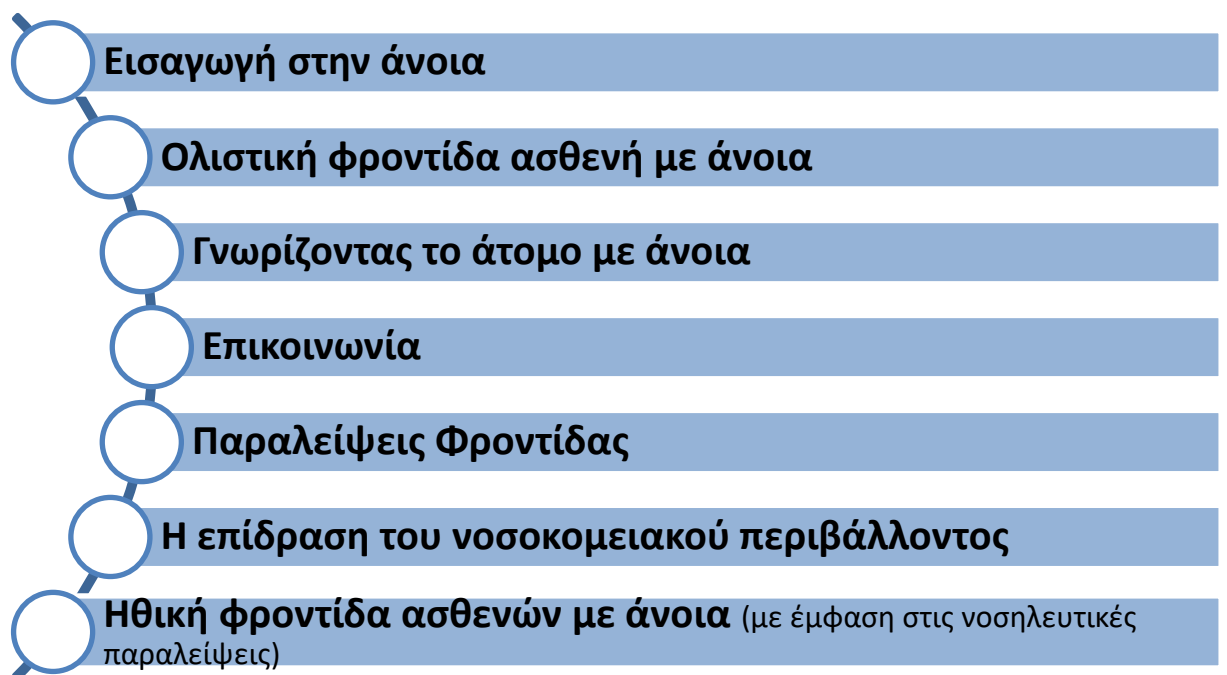 Εισαγωγή στην άνοια
Ολιστική φροντίδα ασθενή με άνοια
Γνωρίζοντας το άτομο με άνοια
Επικοινωνία
Παραλείψεις Φροντίδας
Η επίδραση του νοσοκομειακού περιβάλλοντος
Ηθική φροντίδα ασθενών με άνοια (με έμφαση στις νοσηλευτικές
παραλείψεις)